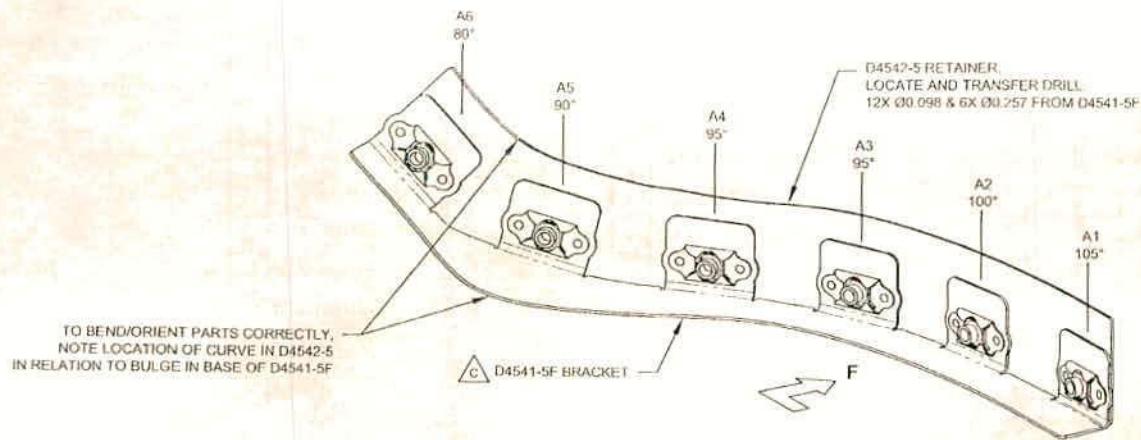 A6
80°
A5
90°
A4
95°
A3
95°
A2
100°
A1
105°
D4542-5 RETAINER,
LOCATE AND TRANSFER DRILL
12X Ø0.098 & 6X Ø0.257 FROM D4541-5F
TO BEND/ORIENT PARTS CORRECTLY,
NOTE LOCATION OF CURVE IN D4542-5
IN RELATION TO BULGE IN BASE OF D4541-5F
C D4541-5F BRACKET
F